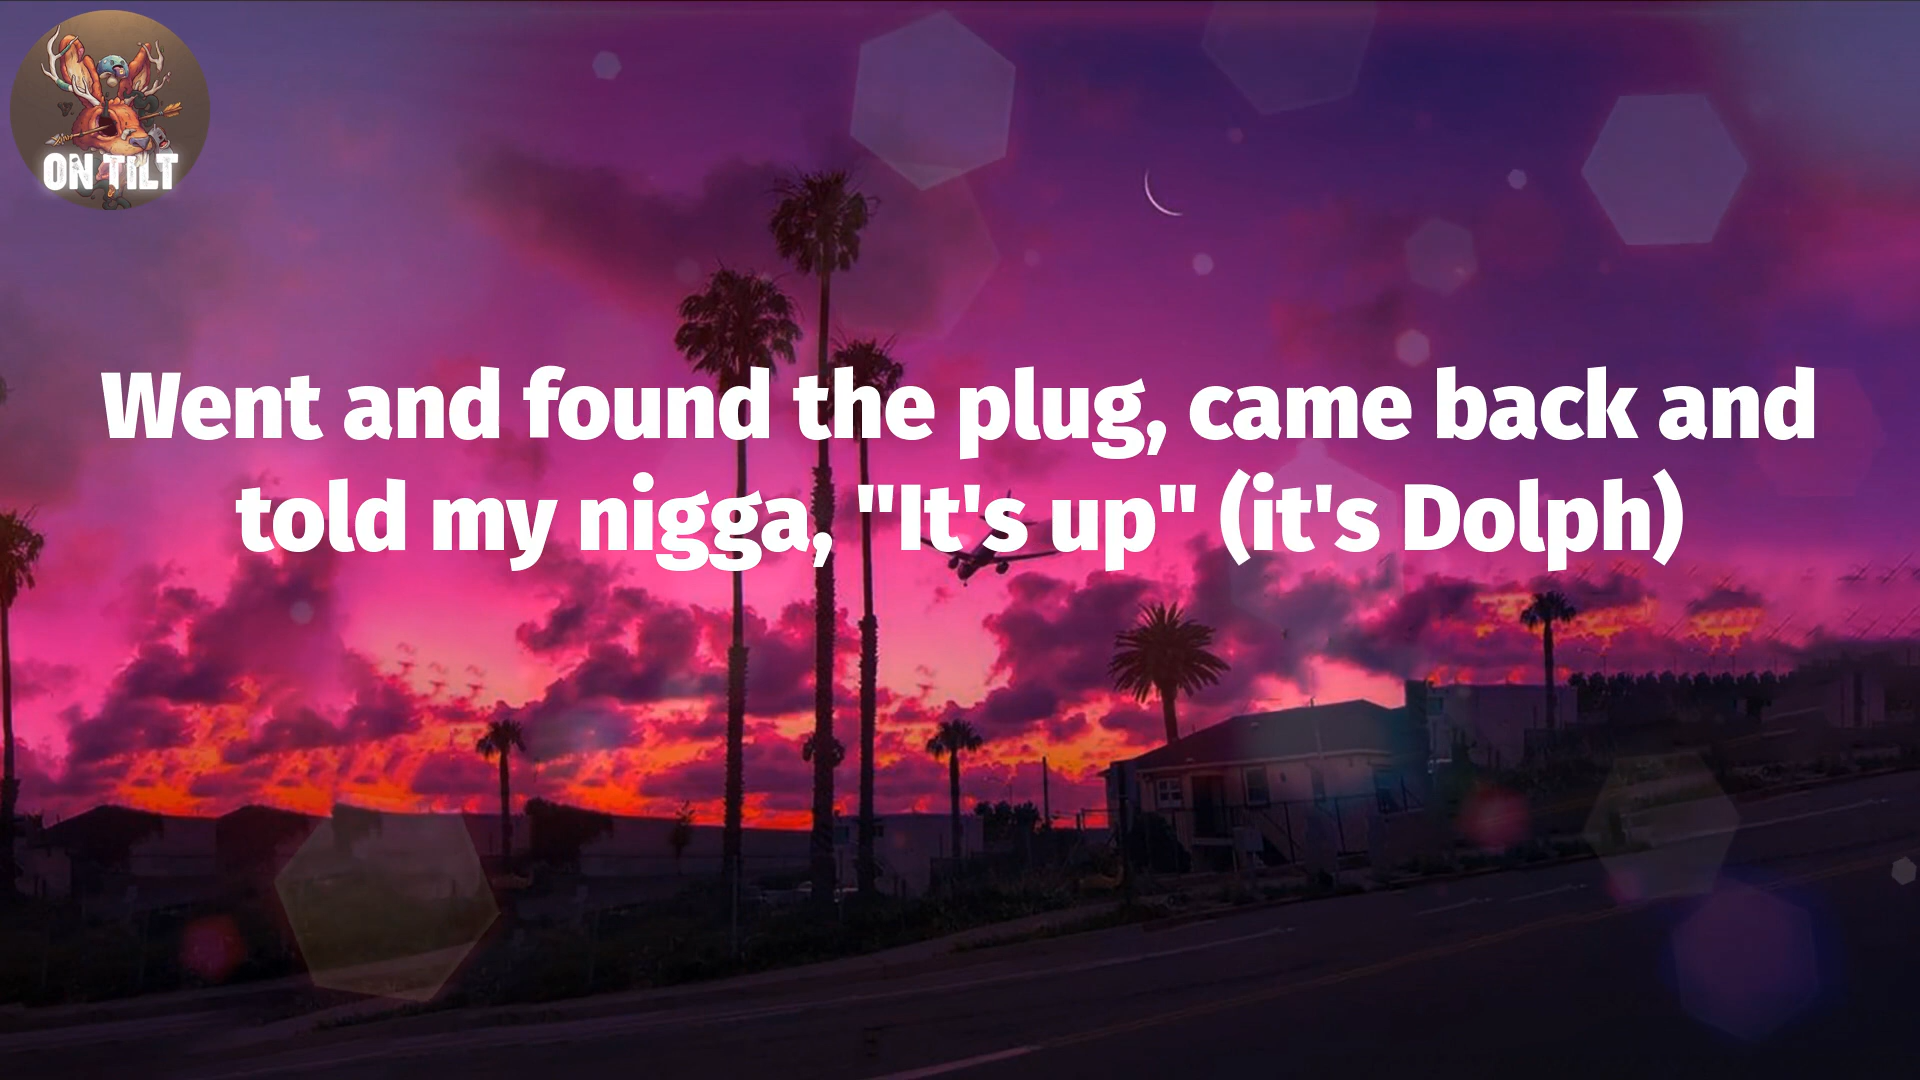 ON TILT
Went and found the plug, came back and
told my nigga, "It's up" (it's Dolph)